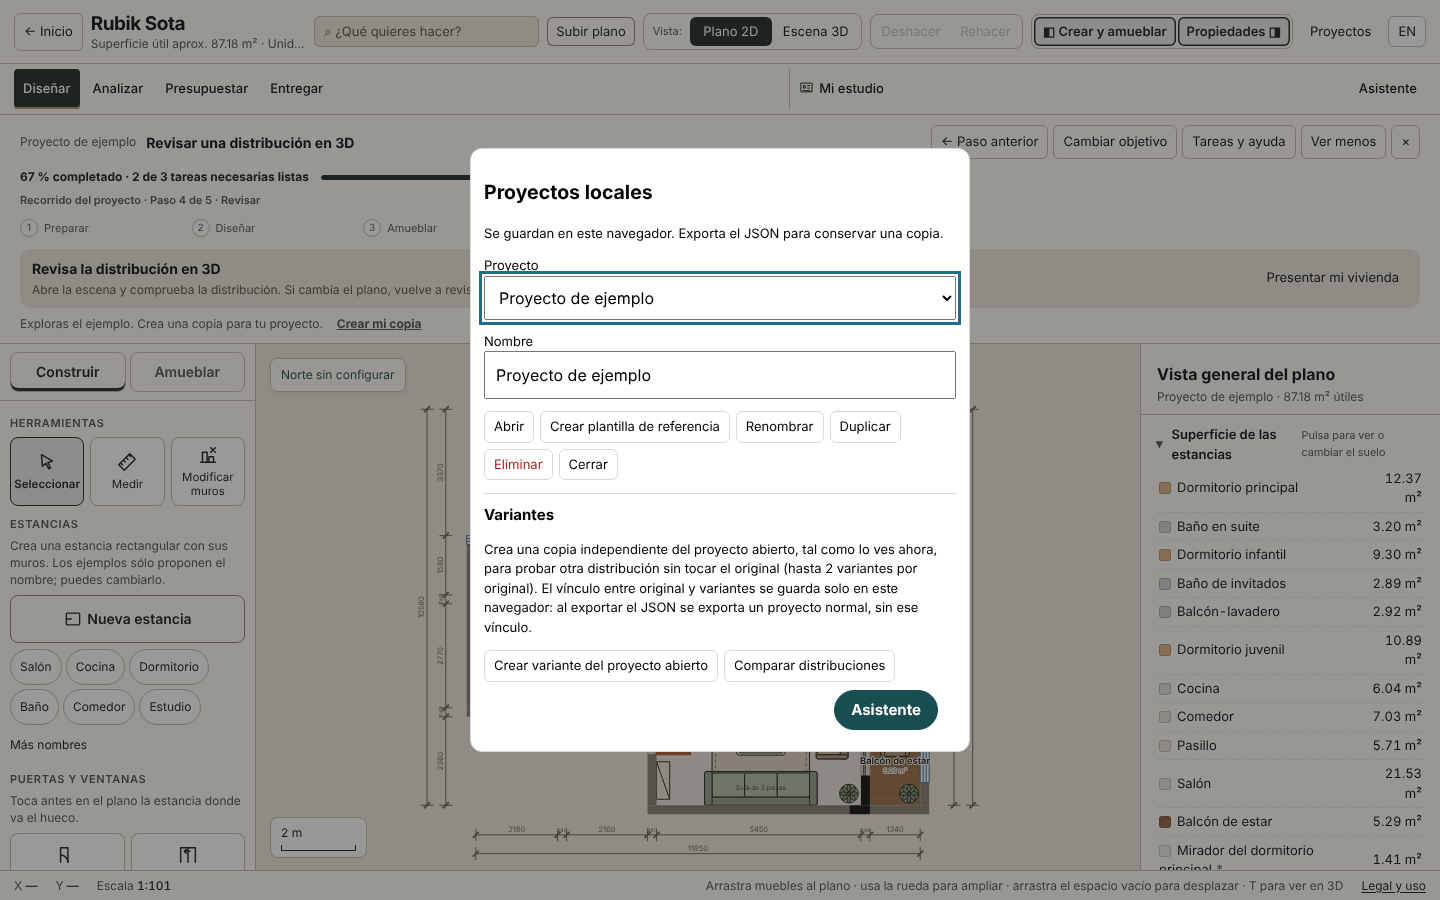 ← Inicio
Rubik Sota
Superficie útil aprox. 87.18 m² · Unid...
¿Qué quieres hacer?
Subir plano
Vista:
Plano 2D
Escena 3D
Deshacer
Rehacer
Crear y amueblar
Propiedades
Proyectos
EN
Diseñar
Analizar
Presupuestar
Entregar
Mi estudio
Asistente
Proyecto de ejemplo
Revisar una distribución en 3D
← Paso anterior
Cambiar objetivo
Tareas y ayuda
Ver menos
×
67 % completado · 2 de 3 tareas necesarias listas
Recorrido del proyecto · Paso 4 de 5 · Revisar
1 Preparar
2 Diseñar
3 Amueblar
Revisa la distribución en 3D
Abre la escena y comprueba la distribución. Si cambia el plano, vuelve a revis
Presentar mi vivienda
Exploras el ejemplo. Crea una copia para tu proyecto.
Crear mi copia
Proyectos locales
Se guardan en este navegador. Exporta el JSON para conservar una copia.
Proyecto
Proyecto de ejemplo
Nombre
Proyecto de ejemplo
Abrir
Crear plantilla de referencia
Renombrar
Duplicar
Eliminar
Cerrar
Variantes
Crea una copia independiente del proyecto abierto, tal como lo ves ahora,
para probar otra distribución sin tocar el original (hasta 2 variantes por
original). El vínculo entre original y variantes se guarda solo en este
navegador: al exportar el JSON se exporta un proyecto normal, sin ese
vínculo.
Crear variante del proyecto abierto
Comparar distribuciones
Asistente
Construir
Amueblar
HERRAMIENTAS
Seleccionar
Medir
Modificar
muros
ESTANCIAS
Crea una estancia rectangular con sus
muros. Los ejemplos sólo proponen el
nombre; puedes cambiarlo.
Nueva estancia
Salón
Cocina
Dormitorio
Baño
Comedor
Estudio
Más nombres
PUERTAS Y VENTANAS
Toca antes en el plano la estancia donde
va el hueco.
Norte sin configurar
3370
1580
10560
2770
2360
Sofá de 3 plazas
Balcón de estar
5.29 m²
2180
2160
5450
1340
11850
2 m
Vista general del plano
Proyecto de ejemplo · 87.18 m² útiles
Superficie de las
estancias
Pulsa para ver o
cambiar el suelo
Dormitorio principal 12.37
m²
Baño en suite 3.20 m²
Dormitorio infantil 9.30 m²
Baño de invitados 2.89 m²
Balcón-lavadero 2.92 m²
Dormitorio juvenil 10.89
m²
Cocina 6.04 m²
Comedor 7.03 m²
Pasillo 5.71 m²
Salón 21.53
m²
Balcón de estar 5.29 m²
Mirador del dormitorio
principal * 1.41 m²
X —
Y —
Escala 1:101
Arrastra muebles al plano · usa la rueda para ampliar · arrastra el espacio vacío para desplazar · T para ver en 3D
Legal y uso